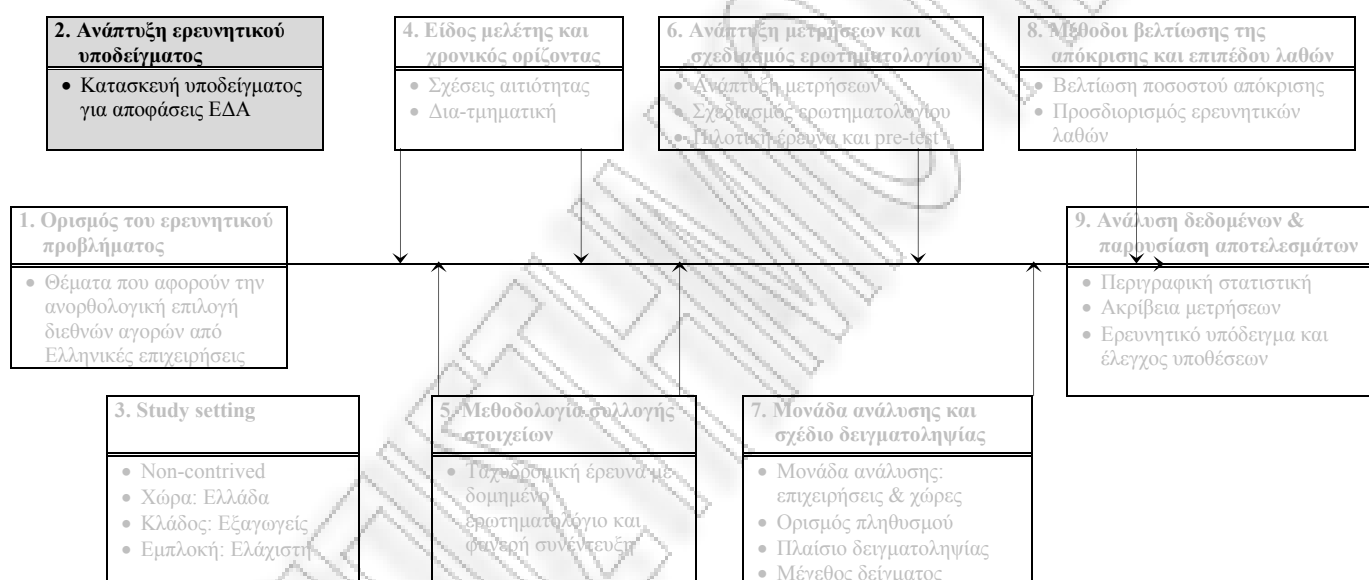 2. Ανάπτυξη ερευνητικού
υποδείγματος
• Κατασκευή υποδείγματος
για αποφάσεις ΕΔΑ
4. Είδος μελέτης και
χρονικός ορίζοντας
• Σχέσεις αιτιότητας
• Δια-τμηματική
6. Ανάπτυξη μετρήσεων και
σχεδιασμός ερωτηματολογίου
• Ανάπτυξη μετρήσεων
• Σχεδιασμός ερωτηματολογίου
• Πιλοτική έρευνα και pre-test
8. Μέθοδοι βελτίωσης της
απόκρισης και επιπέδου λαθών
• Βελτίωση ποσοστού απόκρισης
• Προσδιορισμός ερευνητικών
λαθών
1. Ορισμός του ερευνητικού
προβλήματος
• Θέματα που αφορούν την
ανορθολογική επιλογή
διεθνών αγορών από
Ελληνικές επιχειρήσεις
9. Ανάλυση δεδομένων &
παρουσίαση αποτελεσμάτων
• Περιγραφική στατιστική
• Ακρίβεια μετρήσεων
• Ερευνητικό υπόδειγμα και
έλεγχος υποθέσεων
3. Study setting
• Non-contrived
• Χώρα: Ελλάδα
• Κλάδος: Εξαγωγείς
• Εμπλοκή: Ελάχιστη
5. Μεθοδολογία συλλογής
στοιχείων
• Ταχυδρομική έρευνα με
δομημένο
ερωτηματολόγιο και
φανερή συνέντευξη
7. Μονάδα ανάλυσης και
σχέδιο δειγματοληψίας
• Μονάδα ανάλυσης:
επιχειρήσεις & χώρες
• Ορισμός πληθυσμού
• Πλαίσιο δειγματοληψίας
• Μέγεθος δείγματος